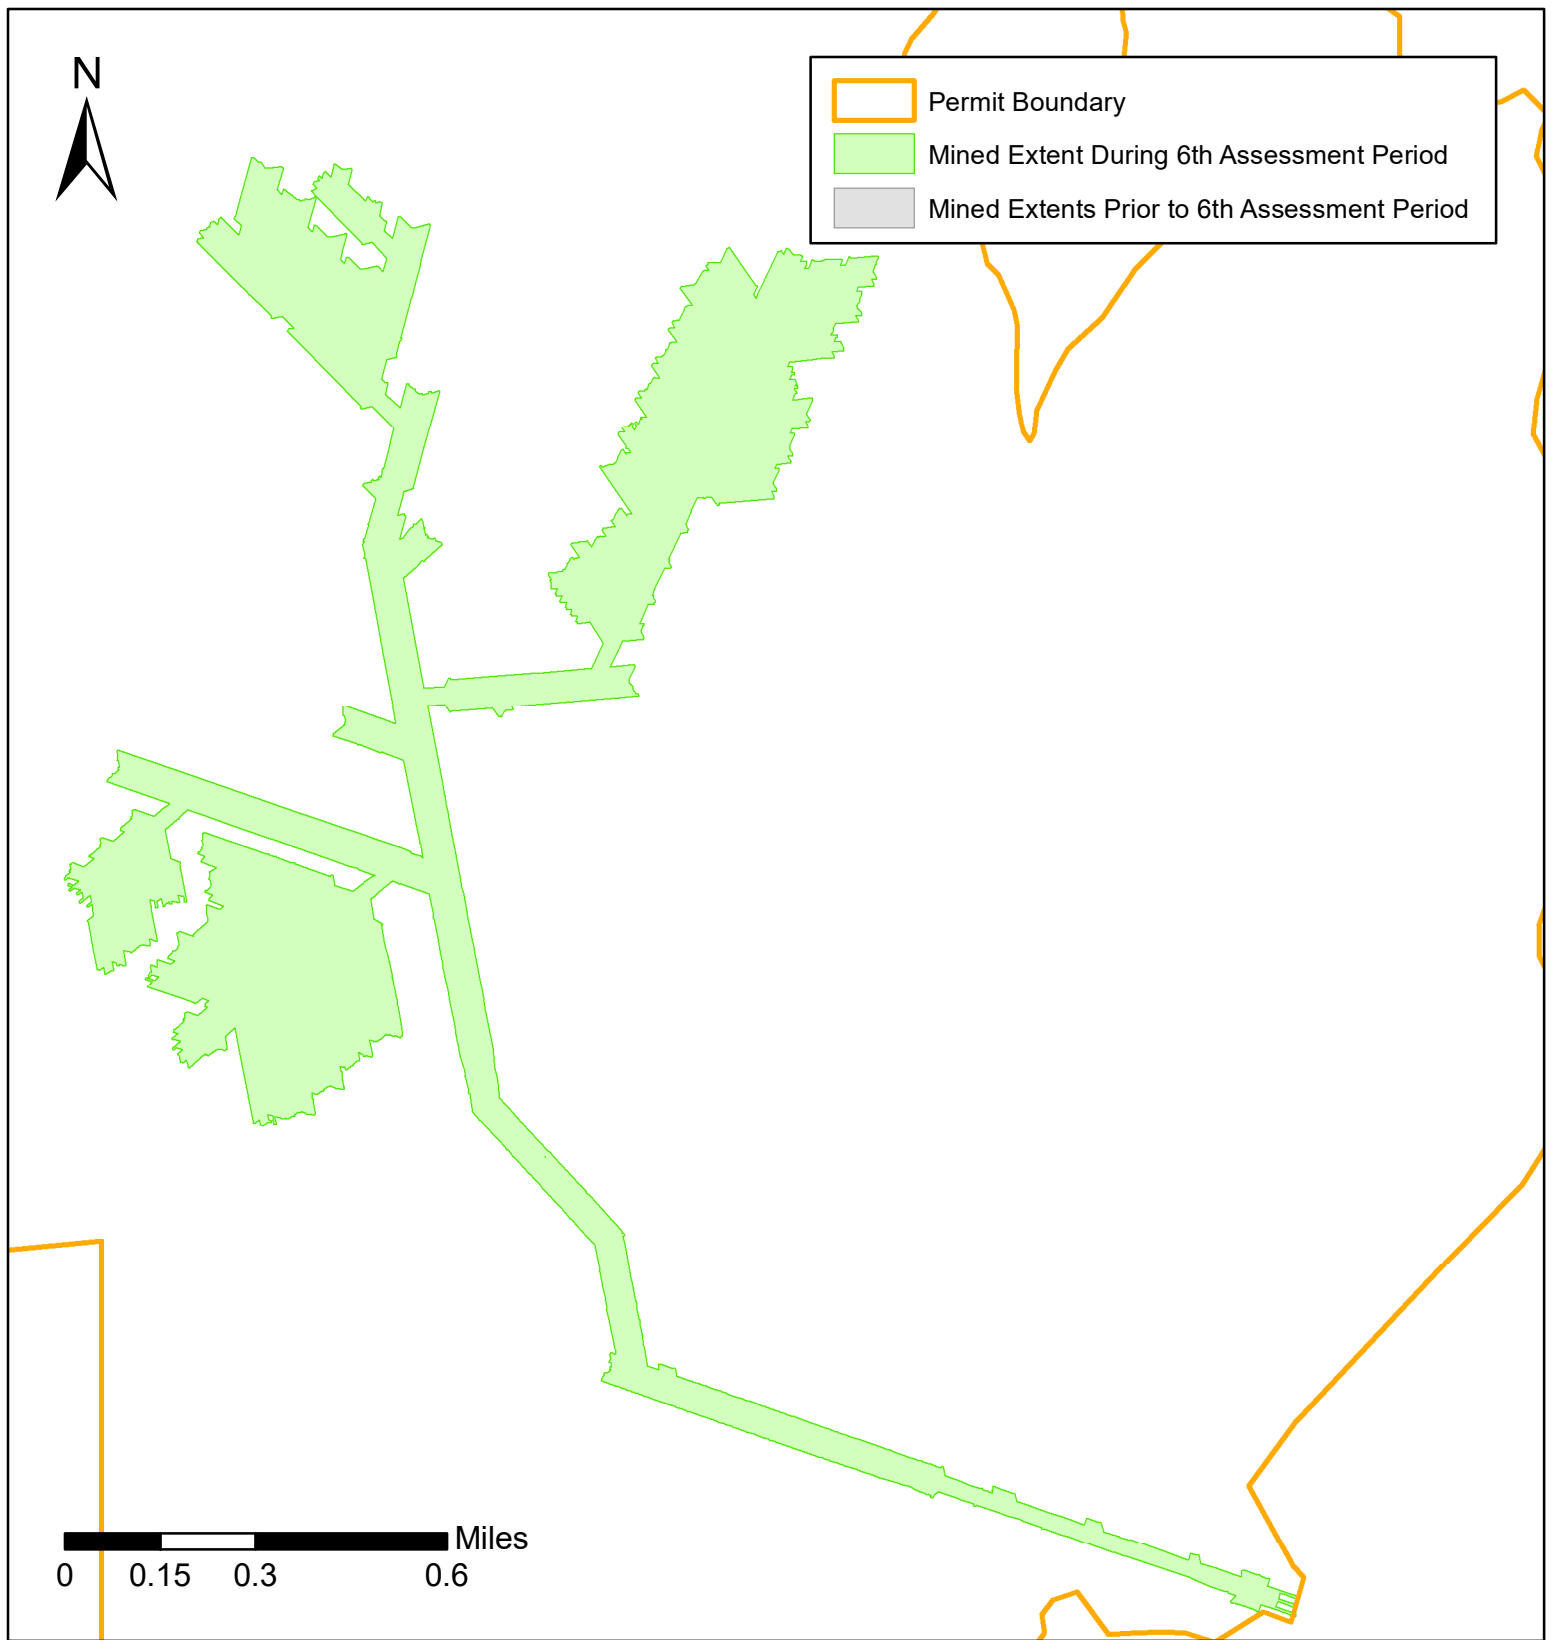 N
Permit Boundary
Mined Extent During 6th Assessment Period
Mined Extents Prior to 6th Assessment Period
Miles
0 0.15 0.3 0.6